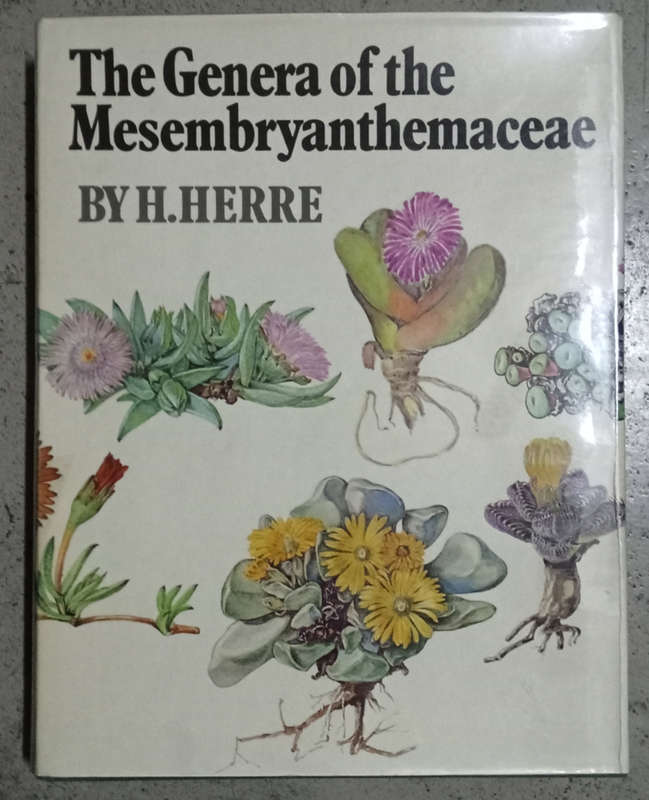 The Genera of the
Mesembryanthemaceae
BY H.HERRE